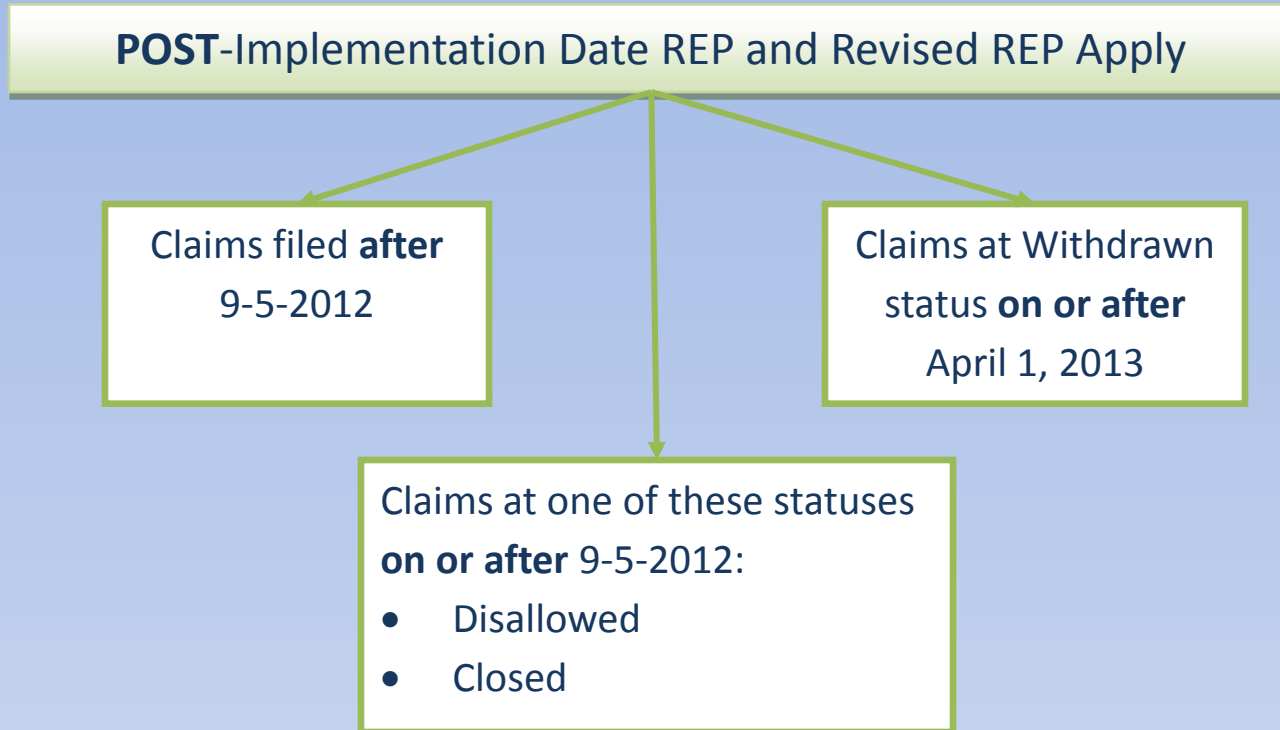 POST-Implementation Date REP and Revised REP Apply
Claims filed after
9-5-2012
Claims at Withdrawn
status on or after
April 1, 2013
Claims at one of these statuses
on or after 9-5-2012:
• Disallowed
• Closed